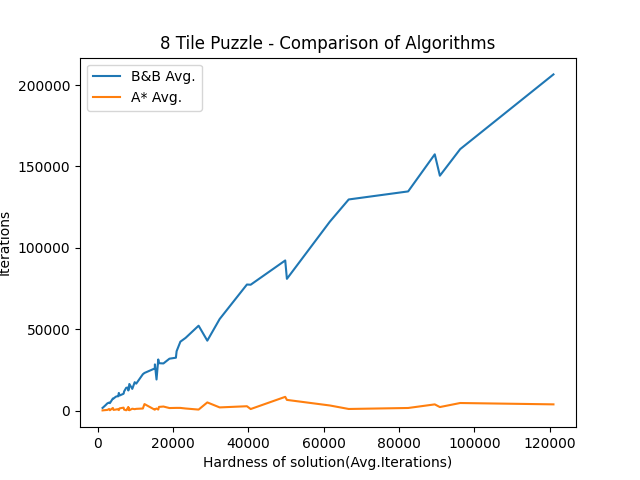 8 Tile Puzzle - Comparison of Algorithms
B&B Avg.
A* Avg.
200000
150000
100000
50000
0
Iterations
0 20000 40000 60000 80000 100000 120000
Hardness of solution(Avg.Iterations)